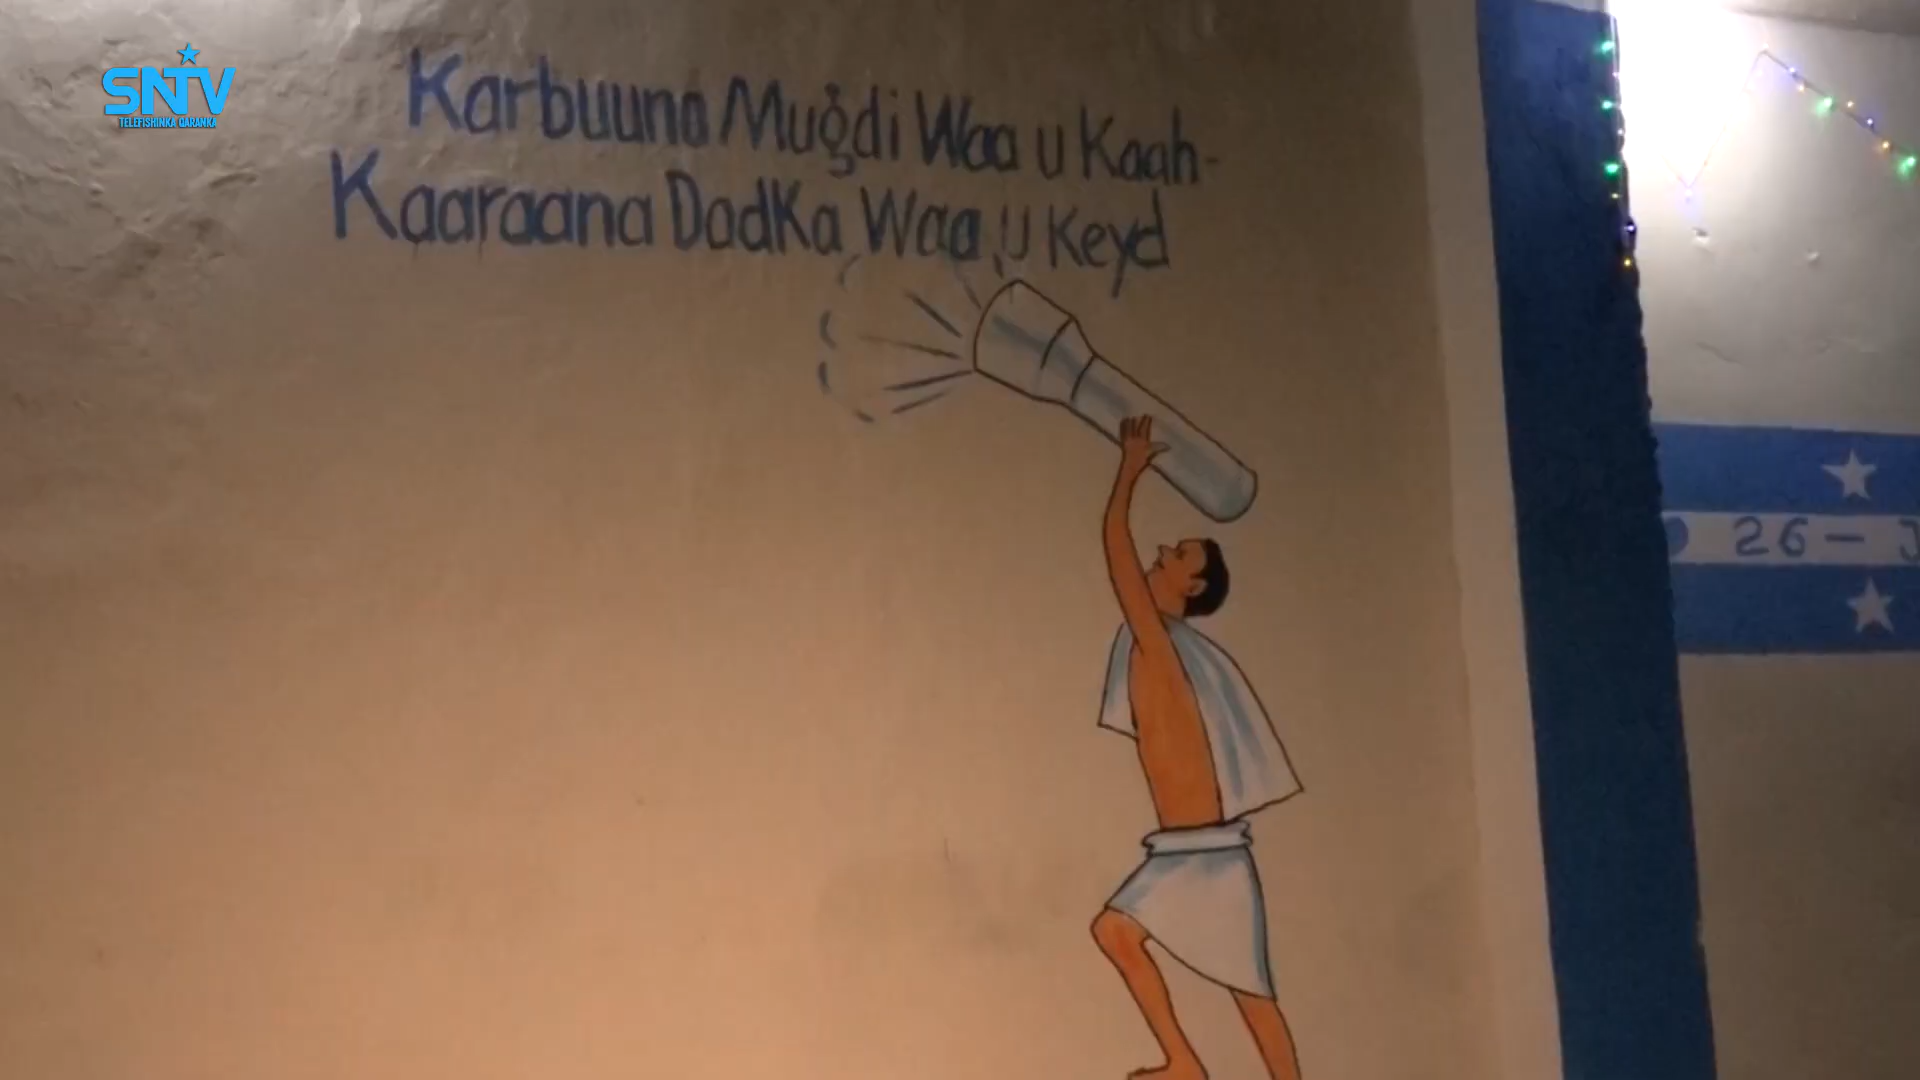 SNTV
TELEFISHINKA QARANKA
Karbuuno Mugdi Waa u Kaah-
Kaaraana Dadka Waa U Keyd
26 - J